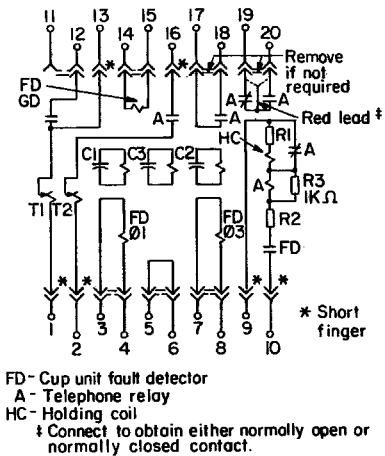 11 13 15 17 19
12 14 16 18 20
* *
Remove
if not
required
FD
GD
‡
A A A A
Red lead ‡
HC R1
A
C1 C3 C2
A
R3
1KΩ
T1 T2
FD
Ø1
FD
Ø3
R2
FD
* * * *
* Short
finger
1 3 5 7 9
2 4 6 8 10
FD - Cup unit fault detector
A - Telephone relay
HC - Holding coil
‡ Connect to obtain either normally open or
normally closed contact.